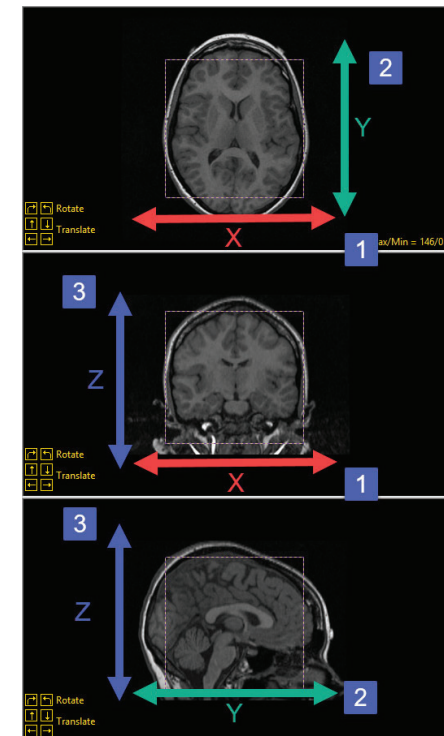 2
Y
Rotate
Translate
X
ax/Min = 146/0
1
3
Z
Rotate
Translate
X
1
3
Z
Rotate
Translate
Y
2